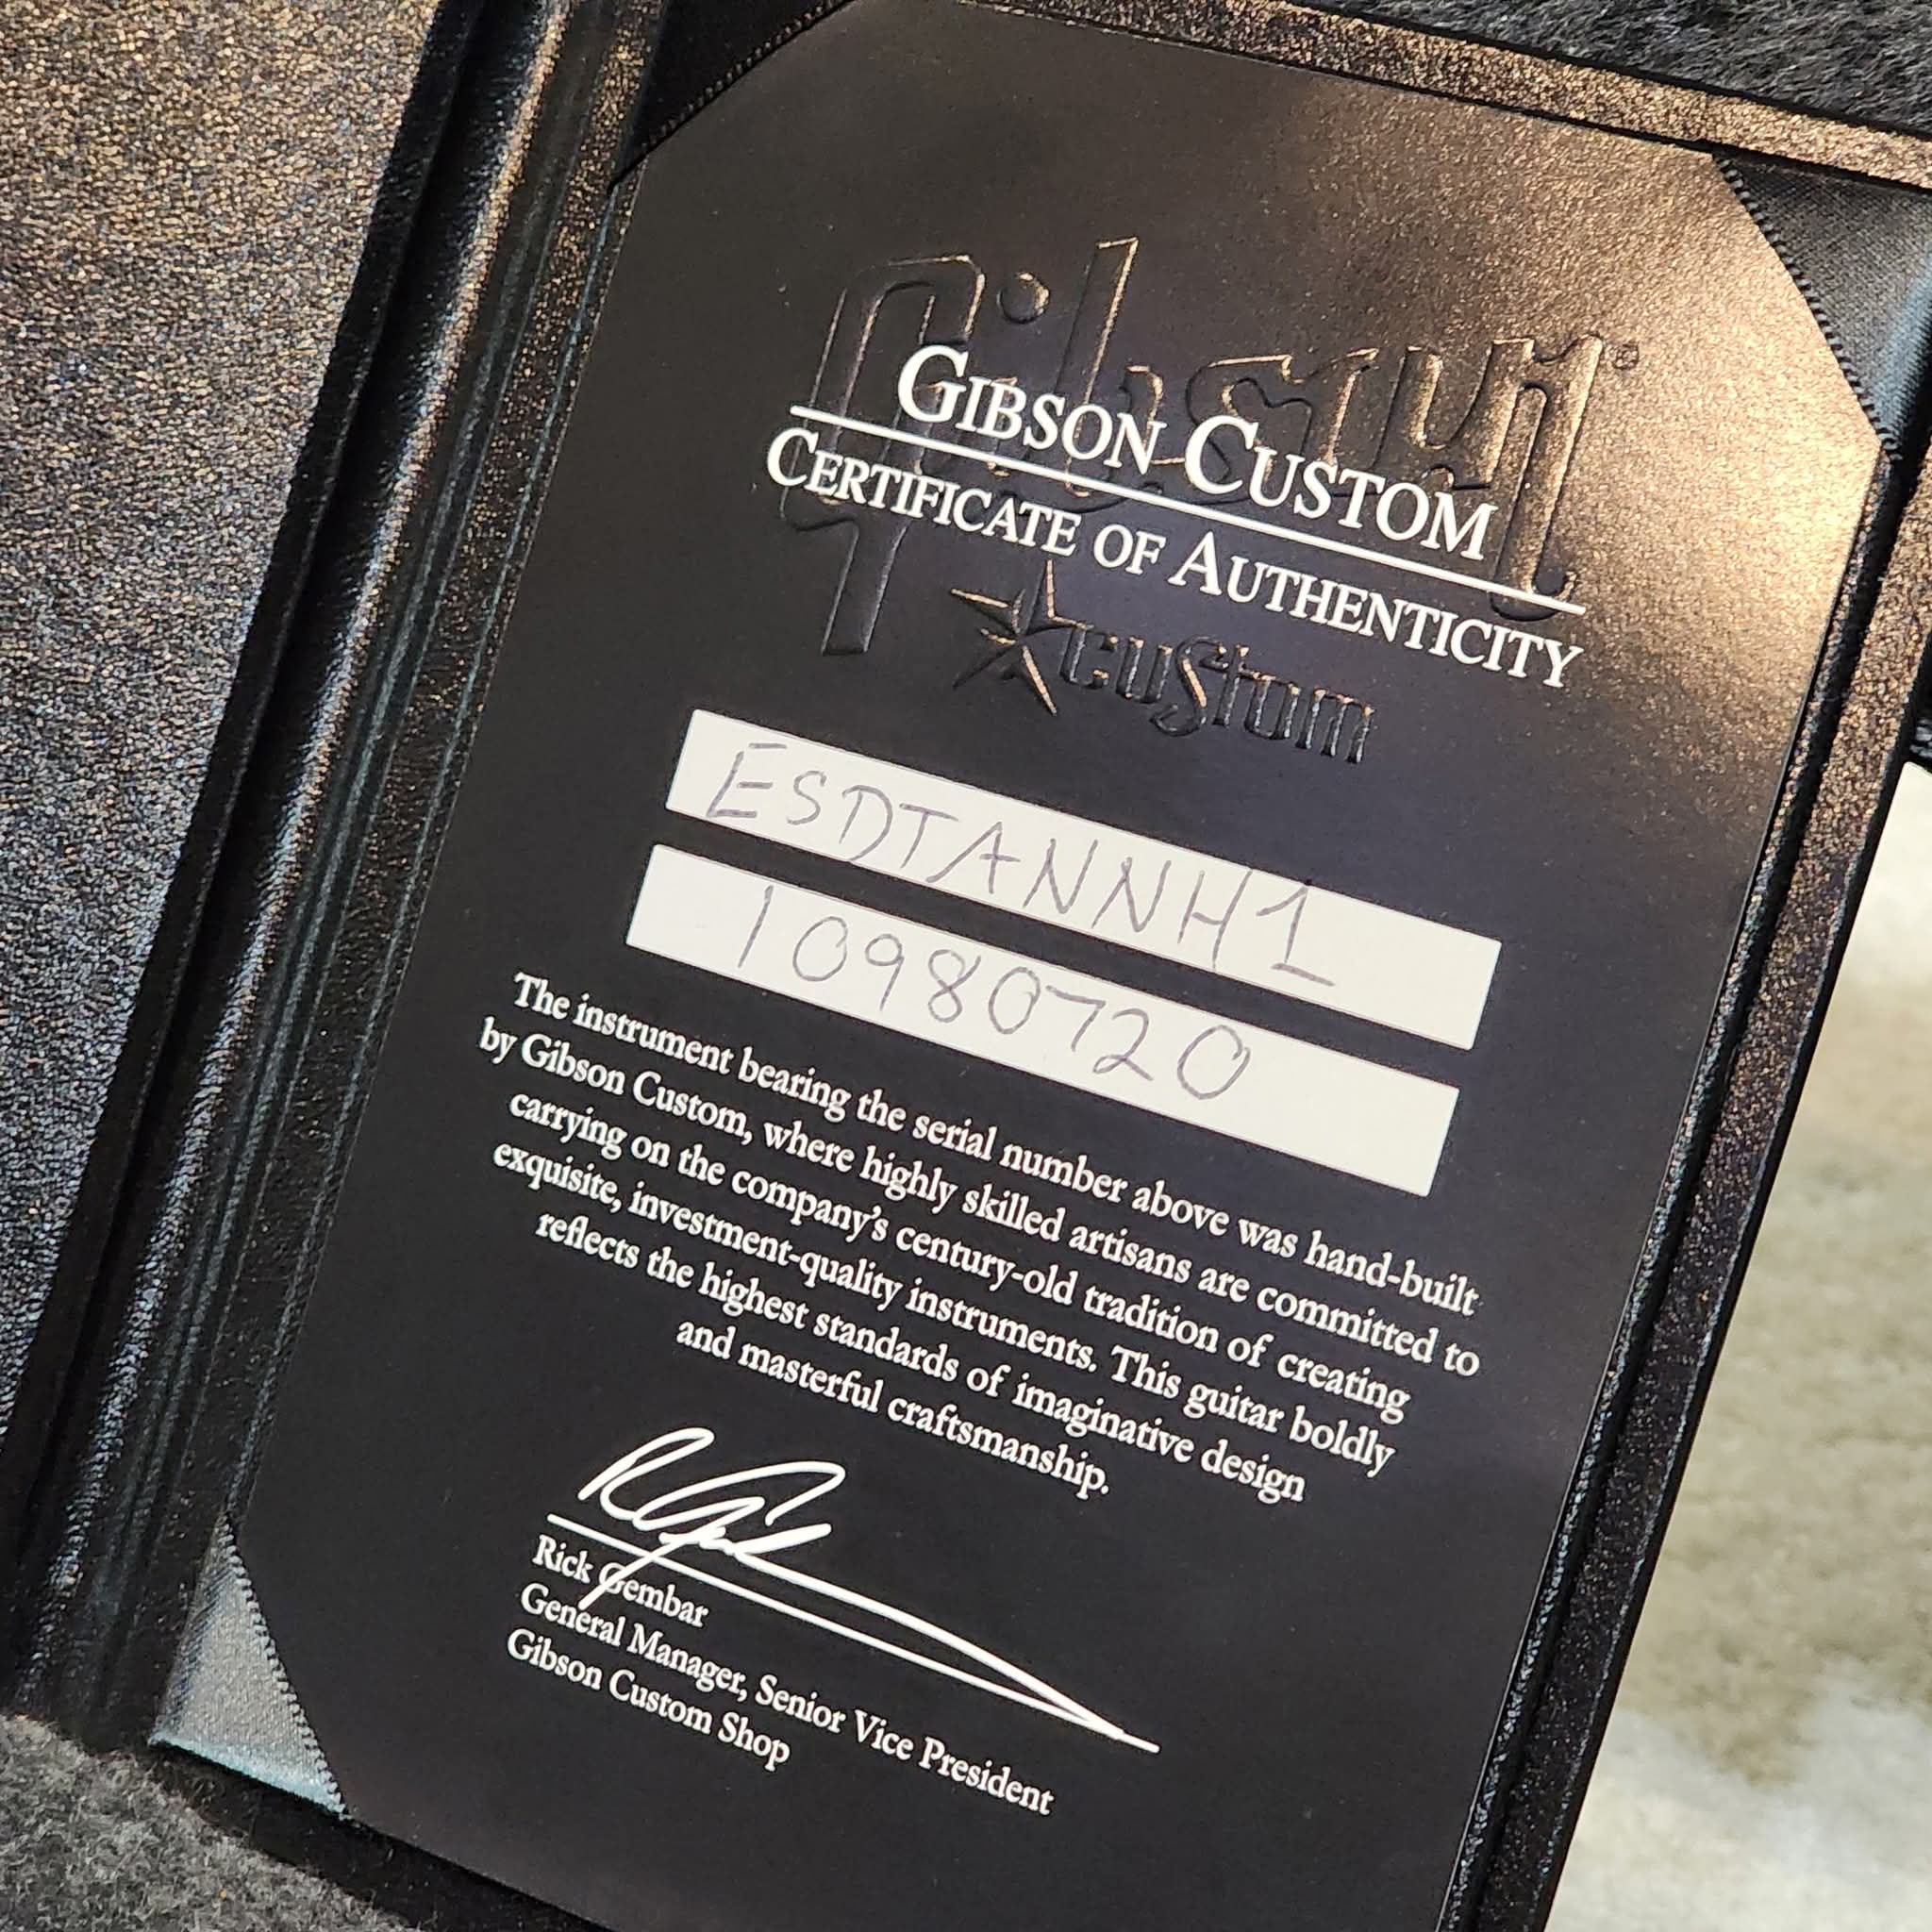 Gibson ®
custom
GIBSON CUSTOM
CERTIFICATE OF AUTHENTICITY
ESDTANNH1
10980720
The instrument bearing the serial number above was hand-built
by Gibson Custom, where highly skilled artisans are committed to
carrying on the company's century-old tradition of creating
exquisite, investment-quality instruments. This guitar boldly
reflects the highest standards of imaginative design
and masterful craftsmanship.
Rick Gembar
General Manager, Senior Vice President
Gibson Custom Shop